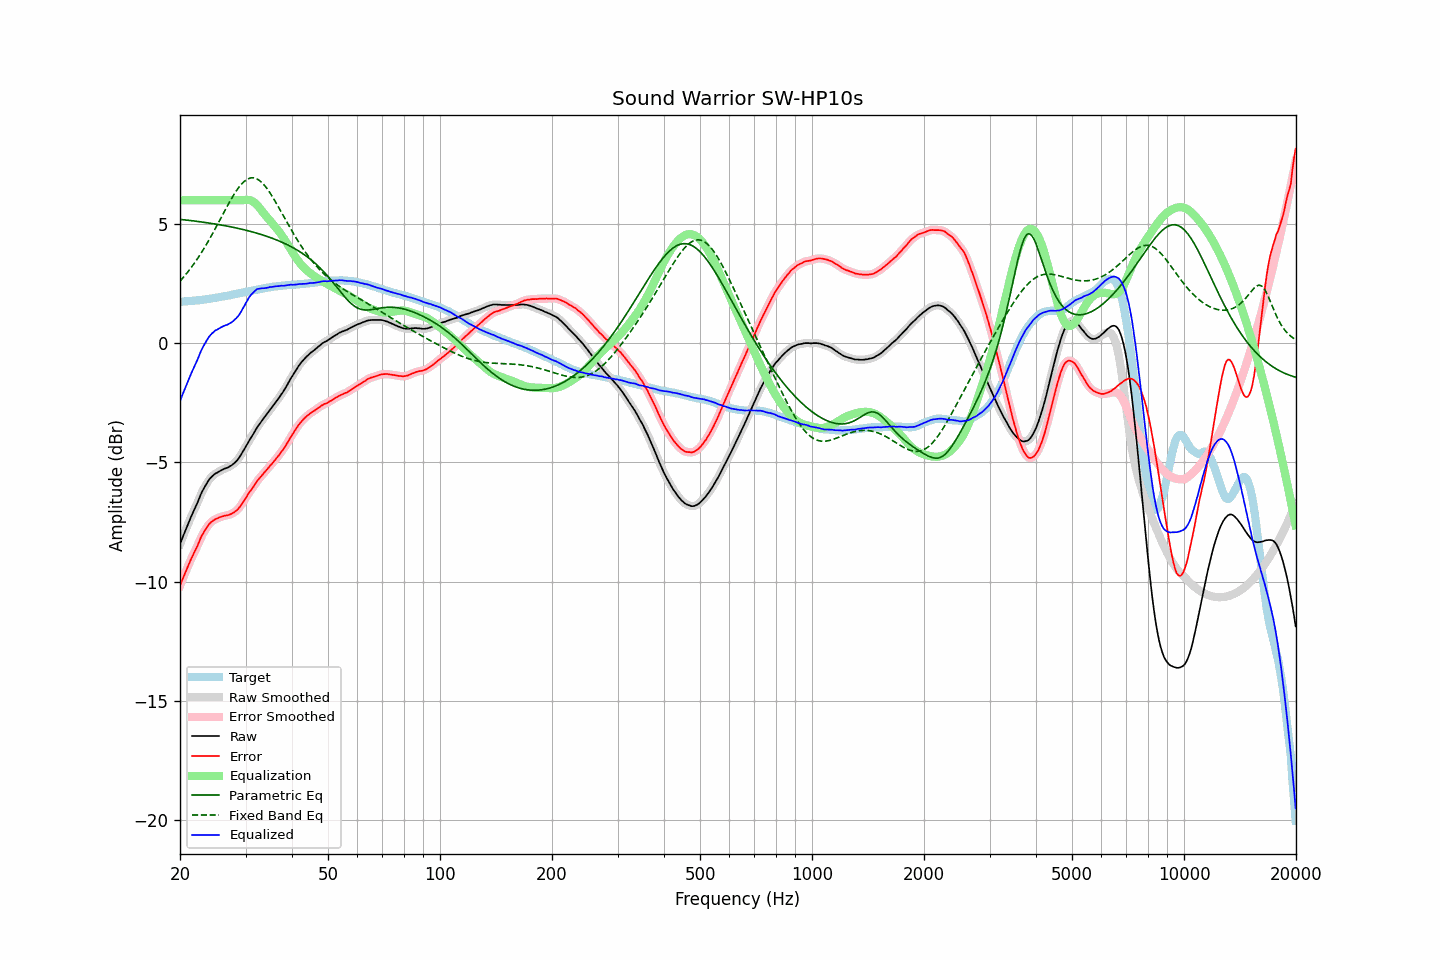 Sound Warrior SW-HP10s
Amplitude (dBr)
5
0
−5
−10
−15
−20
Target
Raw Smoothed
Error Smoothed
Raw
Error
Equalization
Parametric Eq
Fixed Band Eq
Equalized
20 50 100 200 500 1000 2000 5000 10000 20000
Frequency (Hz)